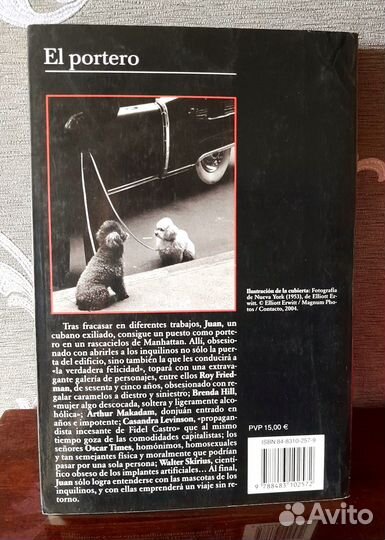 El portero
Ilustración de la cubierta: Fotografía
de Nueva York (1953), de Elliott Er-
witt. © Elliott Erwitt / Magnum Pho-
tos / Contacto, 2004.
Tras fracasar en diferentes trabajos, Juan, un
cubano exiliado, consigue un puesto como porte-
ro en un rascacielos de Manhattan. Allí, obsesio-
nado con abrirles a los inquilinos no sólo la puer-
ta del edificio, sino también la que les conducirá a
«la verdadera felicidad», topará con una extrava-
gante galería de personajes, entre ellos Roy Fried-
man, de sesenta y cinco años, obsesionado con re-
galar caramelos a diestro y siniestro; Brenda Hill,
«mujer algo descocada, soltera y ligeramente alco-
hólica»; Arthur Makadam, donjuán entrado en
años e impotente; Casandra Levinson, «propagan-
dista incesante de Fidel Castro» que al mismo
tiempo goza de las comodidades capitalistas; los
señores Oscar Times, homónimos, homosexuales
y tan semejantes física y moralmente que podrían
pasar por una sola persona; Walter Skirius, cientí-
fico obseso de los implantes artificiales... Al final,
Juan sólo logra entenderse con las mascotas de los
inquilinos, y con ellas emprenderá un viaje sin re-
torno.
PVP 15,00 €
ISBN 84-8310-257-9
9 788483 102572
Avito